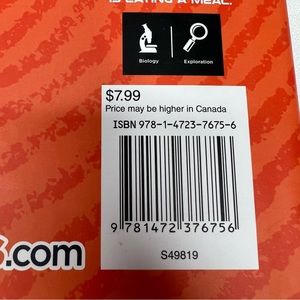 IS EATING A MEAL.
Biology
Exploration
$7.99
Price may be higher in Canada
ISBN 978-1-4723-7675-6
9 781472 376756
S49819
s.com